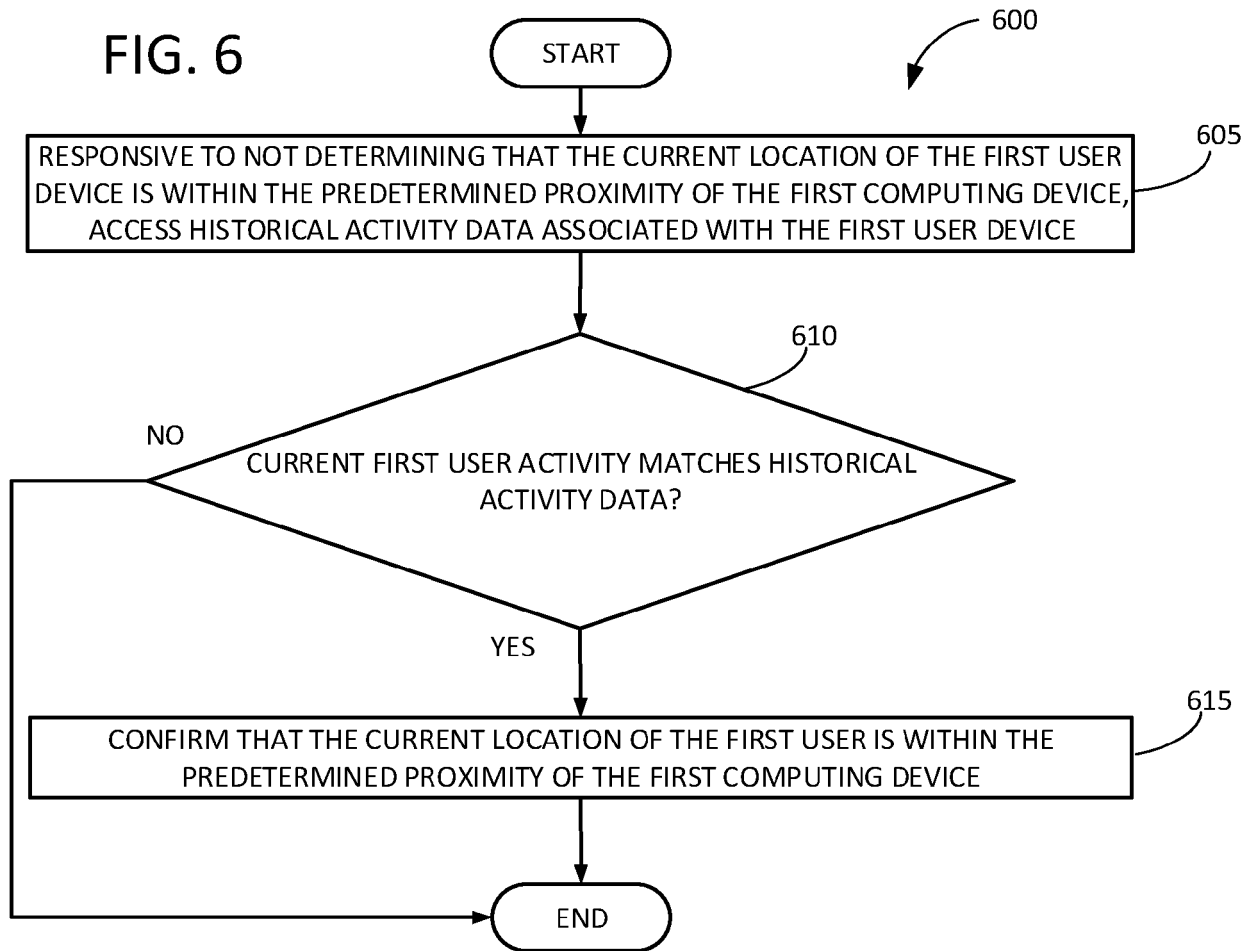 FIG. 6
START
600
RESPONSIVE TO NOT DETERMINING THAT THE CURRENT LOCATION OF THE FIRST USER
DEVICE IS WITHIN THE PREDETERMINED PROXIMITY OF THE FIRST COMPUTING DEVICE,
ACCESS HISTORICAL ACTIVITY DATA ASSOCIATED WITH THE FIRST USER DEVICE
605
610
NO
CURRENT FIRST USER ACTIVITY MATCHES HISTORICAL
ACTIVITY DATA?
YES
615
CONFIRM THAT THE CURRENT LOCATION OF THE FIRST USER IS WITHIN THE
PREDETERMINED PROXIMITY OF THE FIRST COMPUTING DEVICE
END